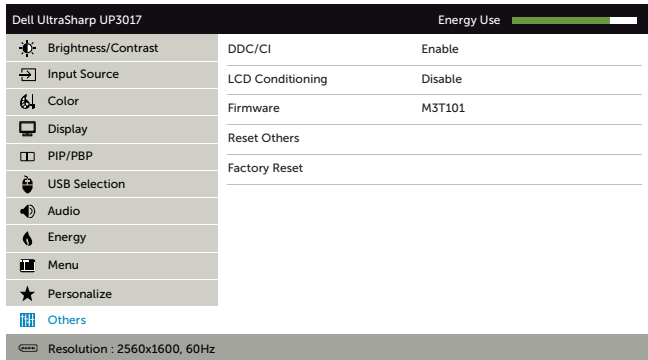 Dell UltraSharp UP3017 Energy Use
Brightness/Contrast DDC/CI Enable
Input Source LCD Conditioning Disable
Color Firmware M3T101
Display Reset Others
PIP/PBP Factory Reset
USB Selection
Audio
Energy
Menu
Personalize
Others
Resolution : 2560x1600, 60Hz